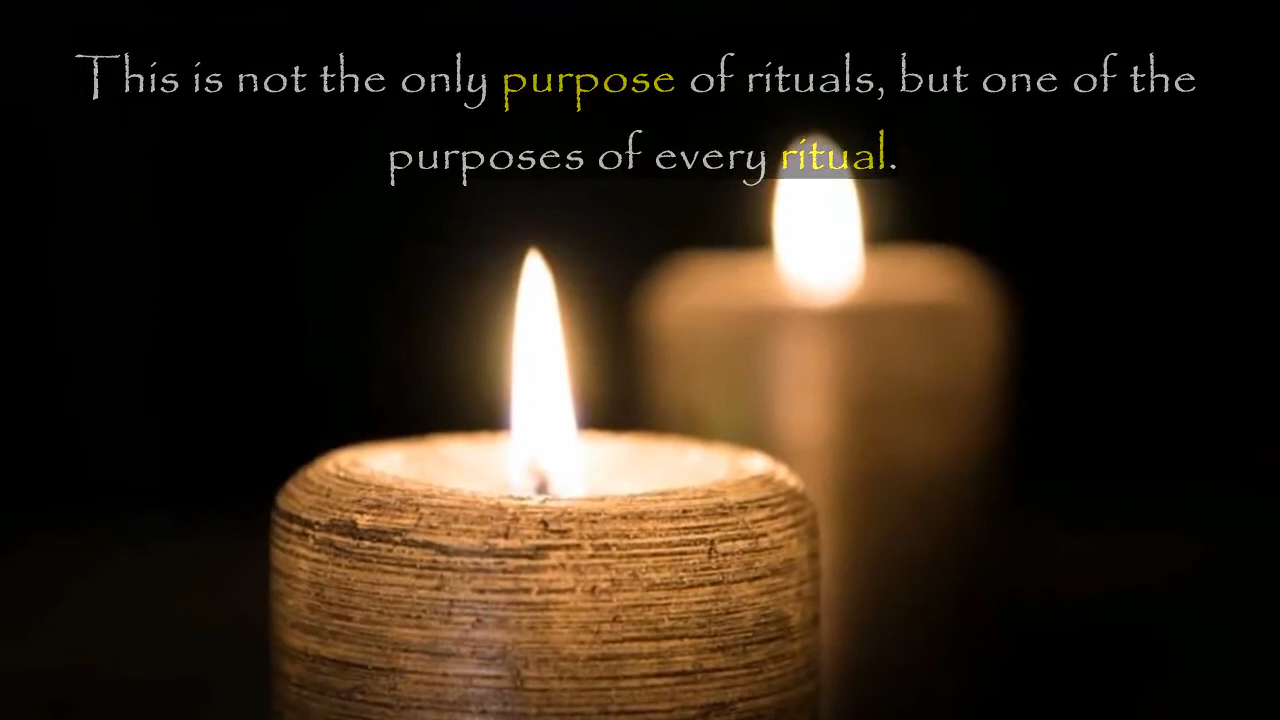 This is not the only purpose of rituals, but one of the
purposes of every ritual.